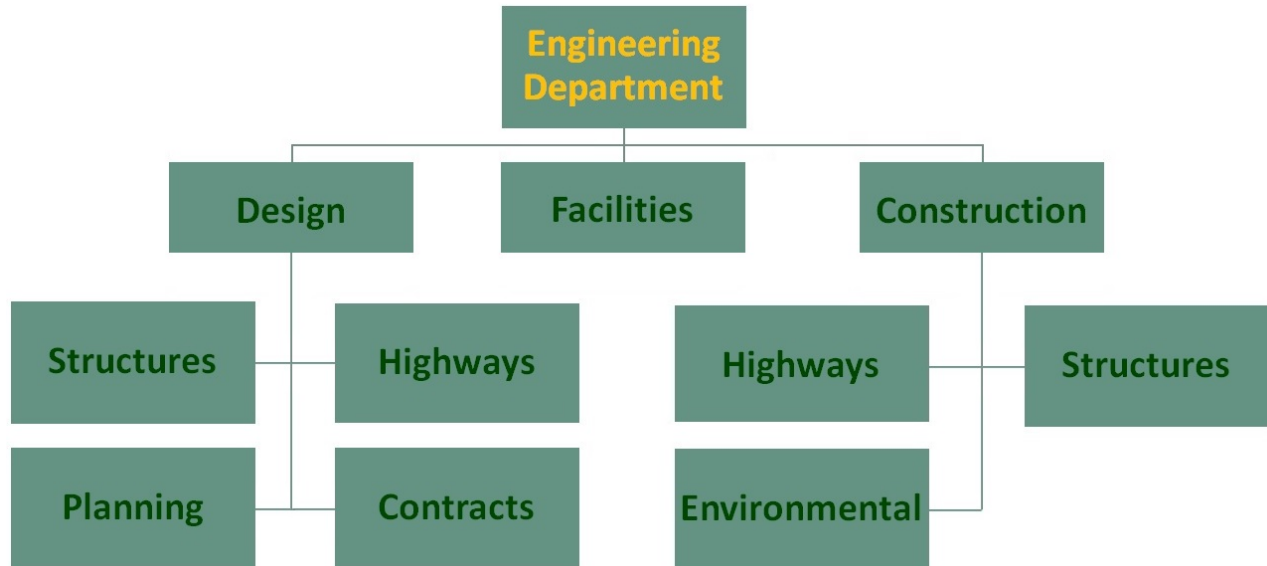 Engineering
Department
Design
Facilities
Construction
Structures
Highways
Highways
Structures
Planning
Contracts
Environmental